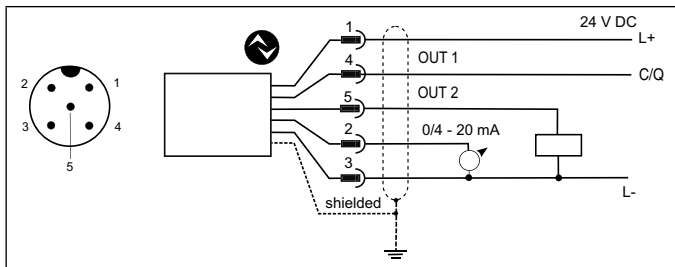 2
1
3
4
5
1
24 V DC
L+
4
OUT 1
C/Q
5
OUT 2
2
0/4 - 20 mA
3
L-
shielded